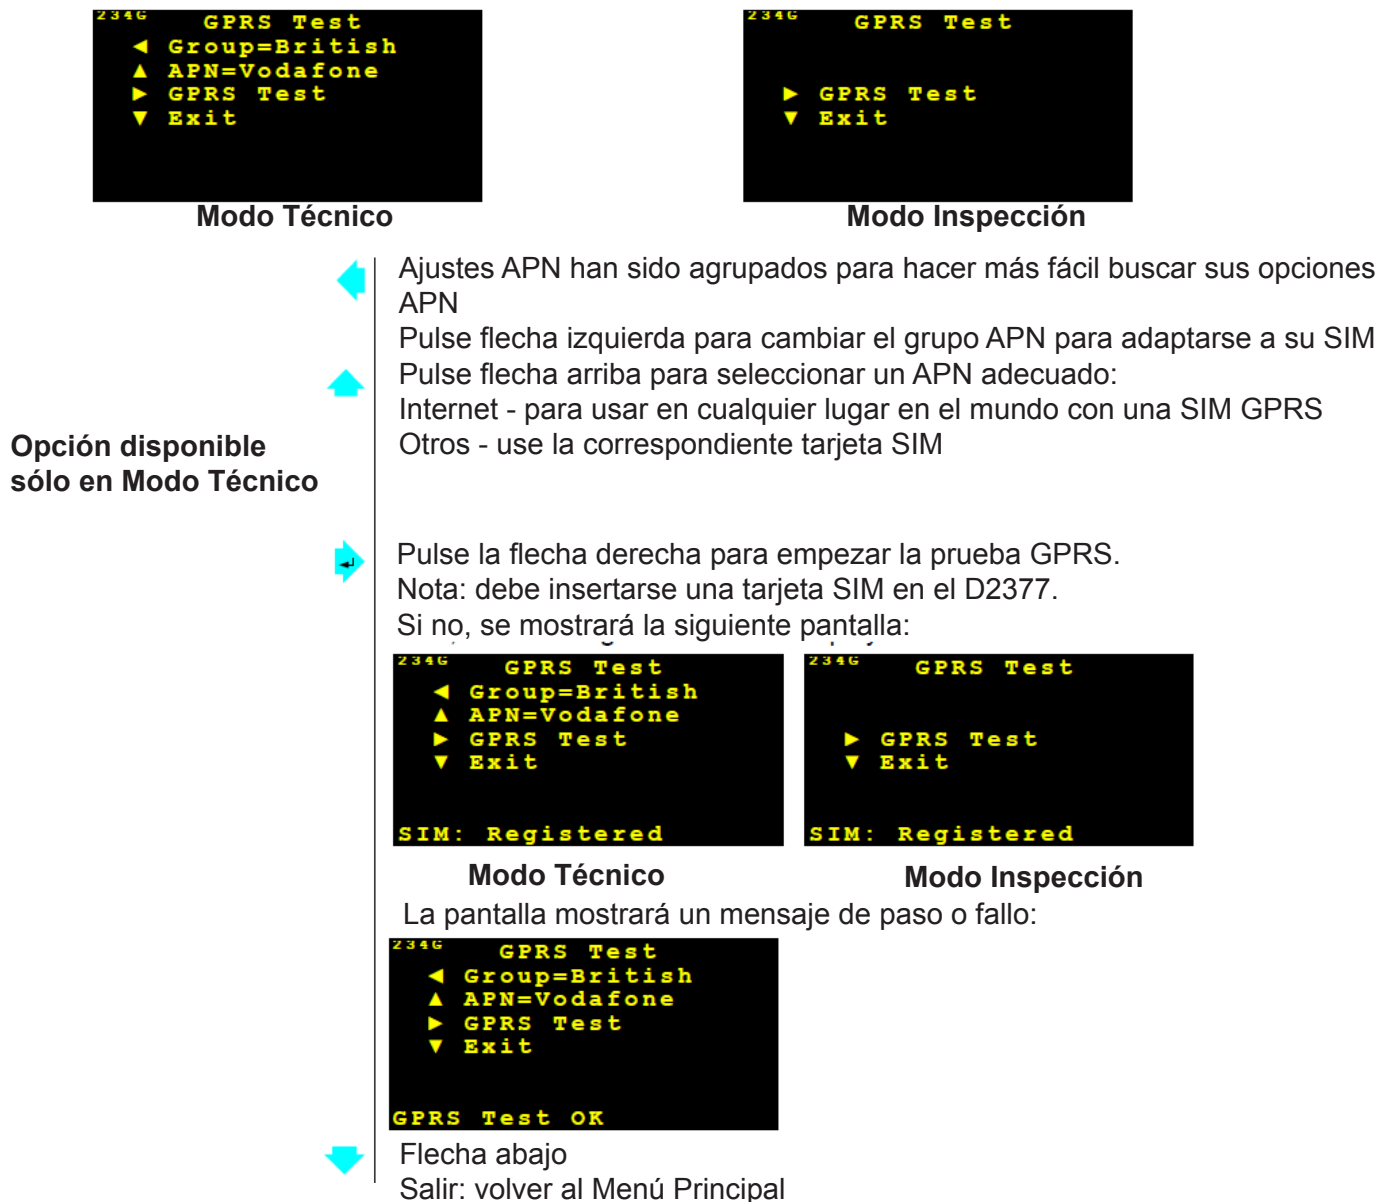 234G GPRS Test
◄ Group=British
▲ APN=Vodafone
► GPRS Test
▼ Exit
Modo Técnico
234G GPRS Test
► GPRS Test
▼ Exit
Modo Inspección
Ajustes APN han sido agrupados para hacer más fácil buscar sus opciones
APN
Pulse flecha izquierda para cambiar el grupo APN para adaptarse a su SIM
Pulse flecha arriba para seleccionar un APN adecuado:
Internet - para usar en cualquier lugar en el mundo con una SIM GPRS
Otros - use la correspondiente tarjeta SIM
Opción disponible
sólo en Modo Técnico
Pulse la flecha derecha para empezar la prueba GPRS.
Nota: debe insertarse una tarjeta SIM en el D2377.
Si no, se mostrará la siguiente pantalla:
234G GPRS Test
◄ Group=British
▲ APN=Vodafone
► GPRS Test
▼ Exit
SIM: Registered
Modo Técnico
234G GPRS Test
► GPRS Test
▼ Exit
SIM: Registered
Modo Inspección
La pantalla mostrará un mensaje de paso o fallo:
234G GPRS Test
◄ Group=British
▲ APN=Vodafone
► GPRS Test
▼ Exit
GPRS Test OK
Flecha abajo
Salir: volver al Menú Principal